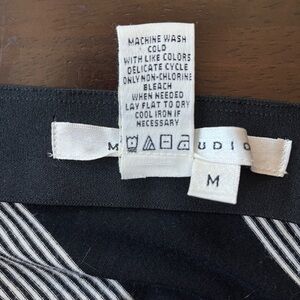 MACHINE WASH
COLD
WITH LIKE COLORS
DELICATE CYCLE
ONLY NON-CHLORINE
BLEACH
WHEN NEEDED
LAY FLAT TO DRY
COOL IRON IF
NECESSARY
M UDIO
M